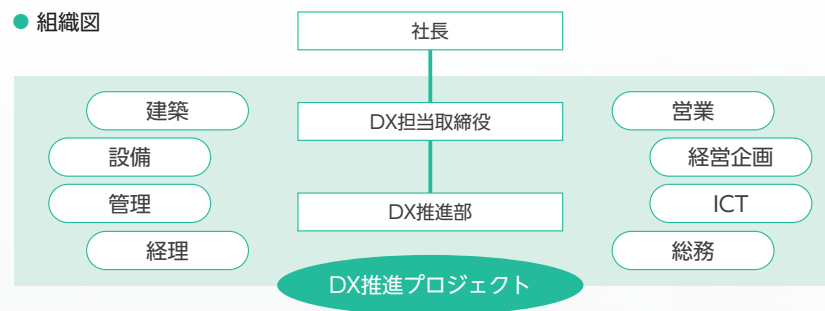 ● 組織図
社長
建築
設備
管理
経理
DX担当取締役
DX推進部
営業
経営企画
ICT
総務
DX推進プロジェクト